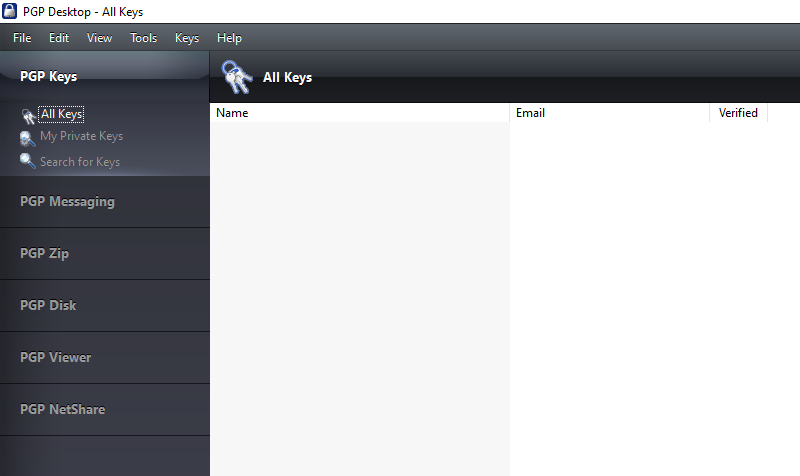 PGP Desktop - All Keys
File Edit View Tools Keys Help
PGP Keys
All Keys
My Private Keys
Search for Keys
PGP Messaging
PGP Zip
PGP Disk
PGP Viewer
PGP NetShare
All Keys
Name Email Verified